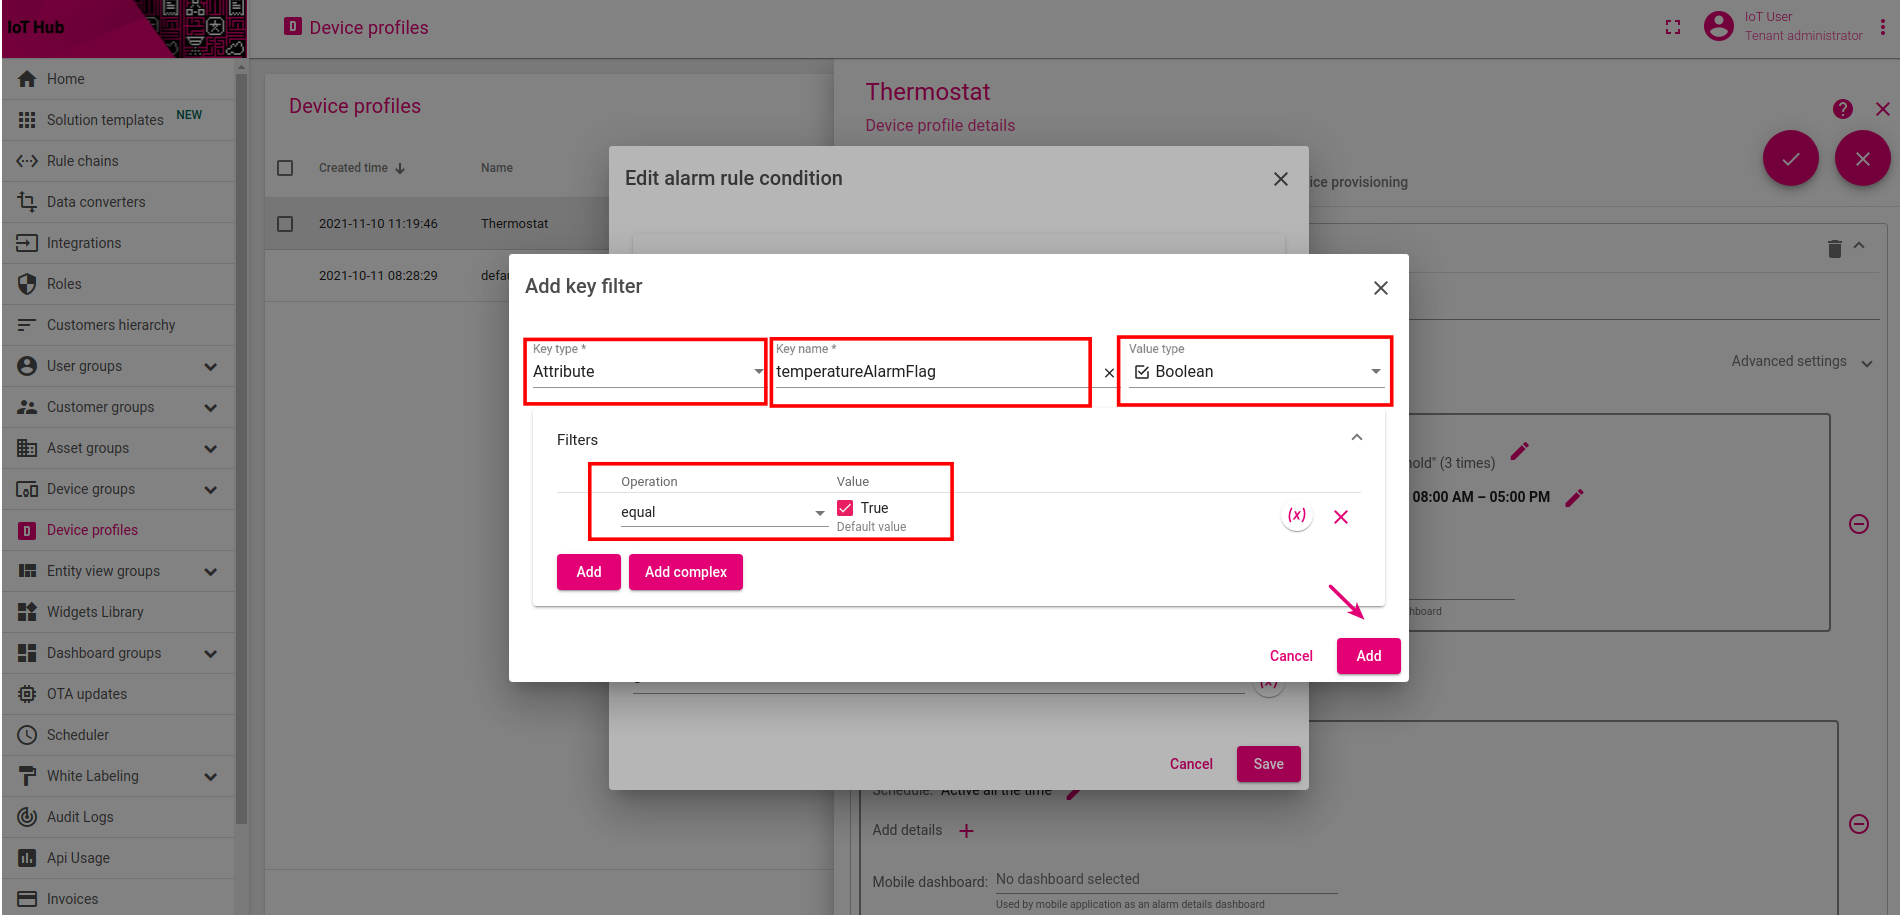 IoT Hub
Device profiles
IoT User
Tenant administrator
Home
Solution templates NEW
Rule chains
Data converters
Integrations
Roles
Customers hierarchy
User groups
Customer groups
Asset groups
Device groups
Device profiles
Entity view groups
Widgets Library
Dashboard groups
OTA updates
Scheduler
White Labeling
Audit Logs
Api Usage
Invoices
Device profiles
Created time Name
2021-11-10 11:19:46 Thermostat
2021-10-11 08:28:29
Thermostat
Device profile details
provisioning
Advanced settings
(3 times)
08:00 AM – 05:00 PM
Edit alarm rule condition
Add key filter
Key type * Key name * Value type
Attribute temperatureAlarmFlag Boolean
Filters
Operation Value
equal True
Default value
(x)
Add Add complex
Cancel Add
Cancel Save
Schedule: Active all the time
Add details
Mobile dashboard: No dashboard selected
Used by mobile application as an alarm details dashboard